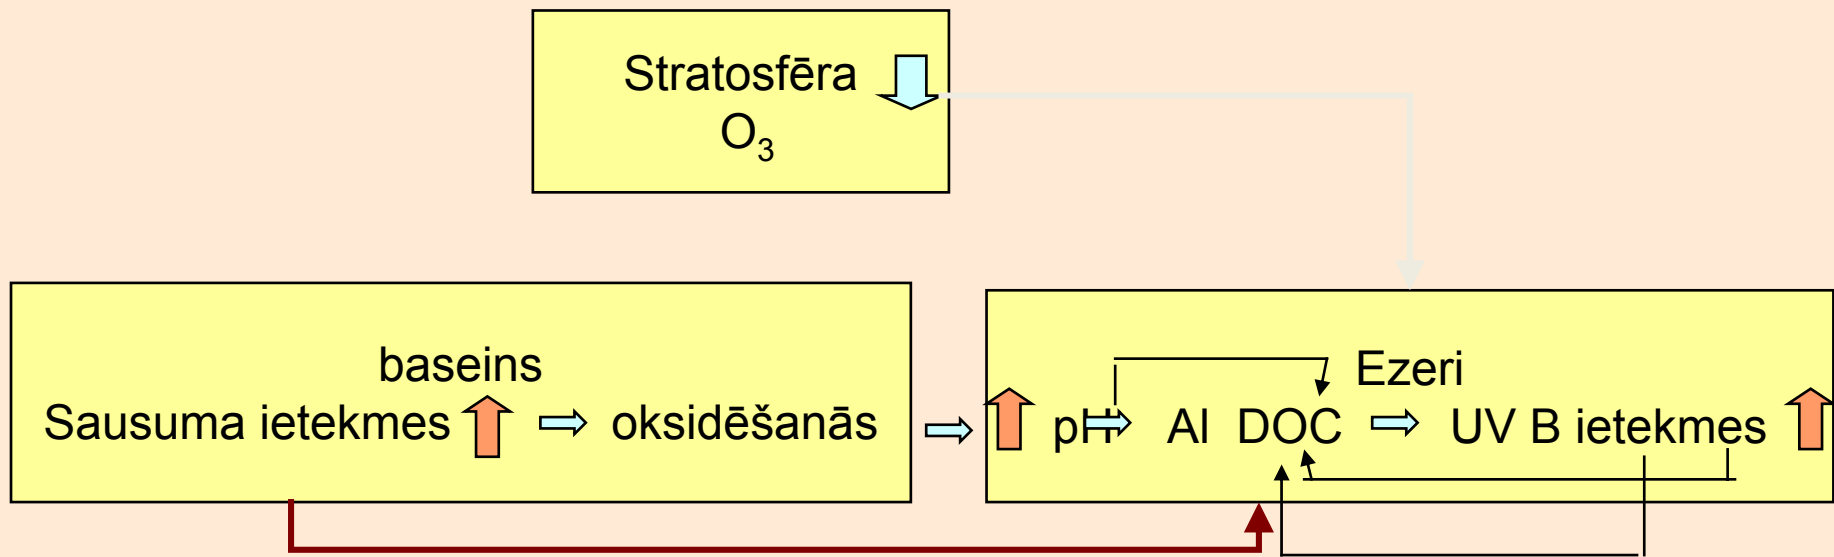 Stratosfēra
O₃
baseins
Sausuma ietekmes oksidēšanās
Ezeri
pH Al DOC UV B ietekmes